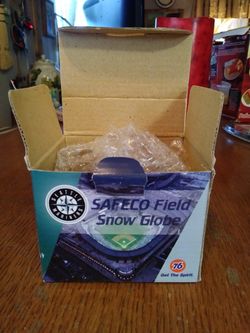 SEATTLE
MARINERS
SAFECO Field
Snow Globe
76
Get The Spirit.